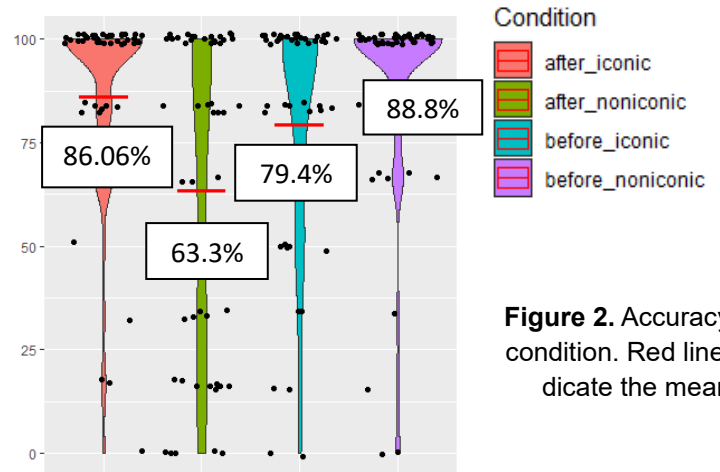 Condition
after_iconic
after_noniconic
before_iconic
before_noniconic
100
75
50
25
0
86.06%
63.3%
79.4%
88.8%
Figure 2. Accuracy
condition. Red line
dicate the mean